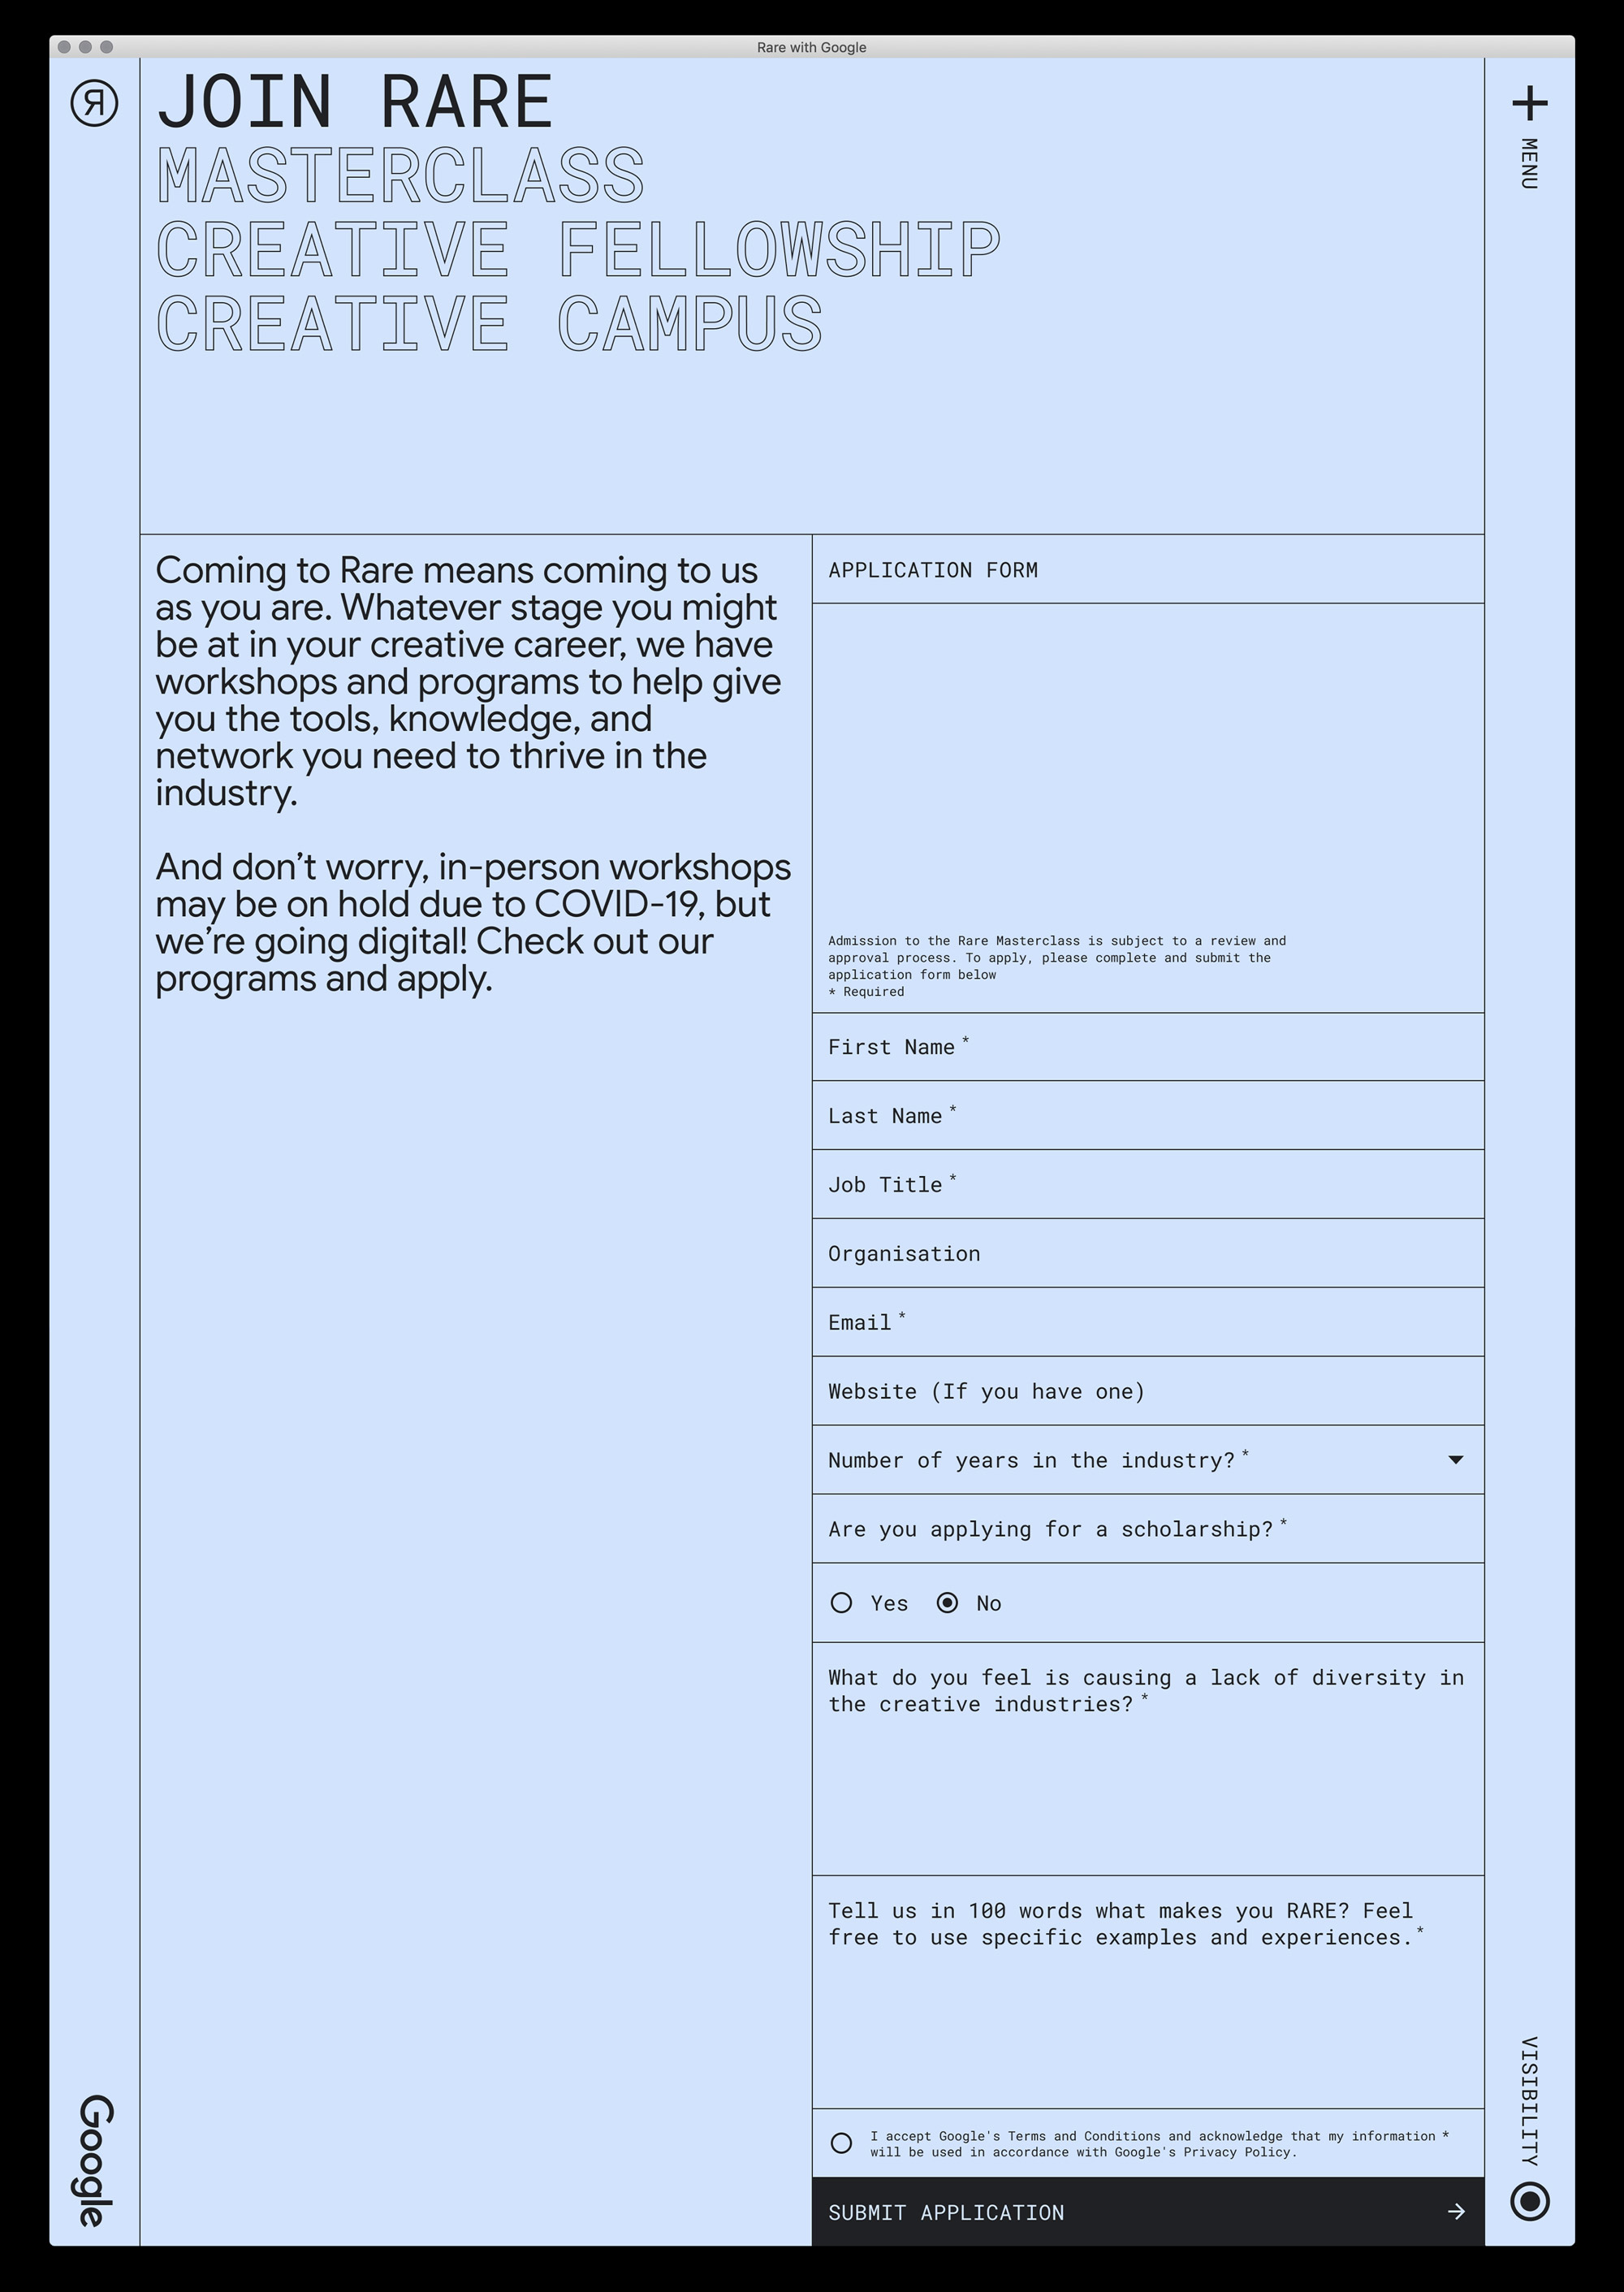 Rare with Google
R
JOIN RARE
MASTERCLASS
CREATIVE FELLOWSHIP
CREATIVE CAMPUS
MENU
Coming to Rare means coming to us
as you are. Whatever stage you might
be at in your creative career, we have
workshops and programs to help give
you the tools, knowledge, and
network you need to thrive in the
industry.
And don’t worry, in-person workshops
may be on hold due to COVID-19, but
we’re going digital! Check out our
programs and apply.
APPLICATION FORM
Admission to the Rare Masterclass is subject to a review and
approval process. To apply, please complete and submit the
application form below
* Required
First Name *
Last Name *
Job Title *
Organisation
Email *
Website (If you have one)
Number of years in the industry? *
Are you applying for a scholarship? *
Yes No
What do you feel is causing a lack of diversity in
the creative industries? *
Tell us in 100 words what makes you RARE? Feel
free to use specific examples and experiences. *
I accept Google's Terms and Conditions and acknowledge that my information *
will be used in accordance with Google's Privacy Policy.
SUBMIT APPLICATION
Google
VISIBILITY